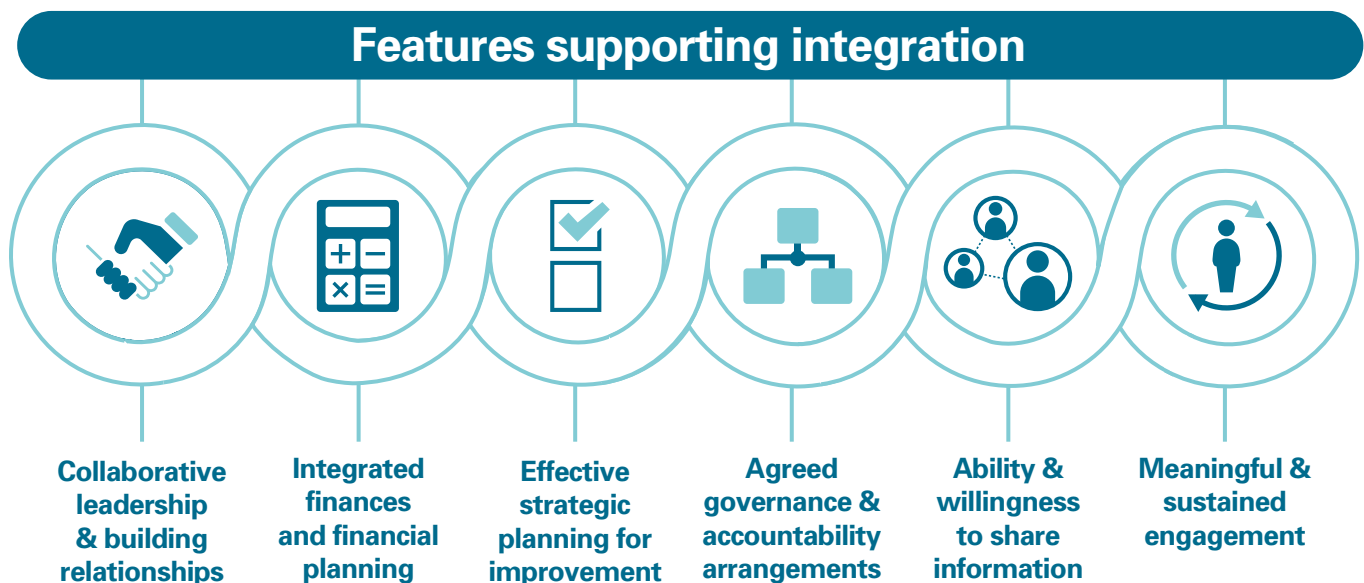 Features supporting integration
Collaborative
leadership
& building
relationships
Integrated
finances
and financial
planning
Effective
strategic
planning for
improvement
Agreed
governance &
accountability
arrangements
Ability &
willingness
to share
information
Meaningful &
sustained
engagement